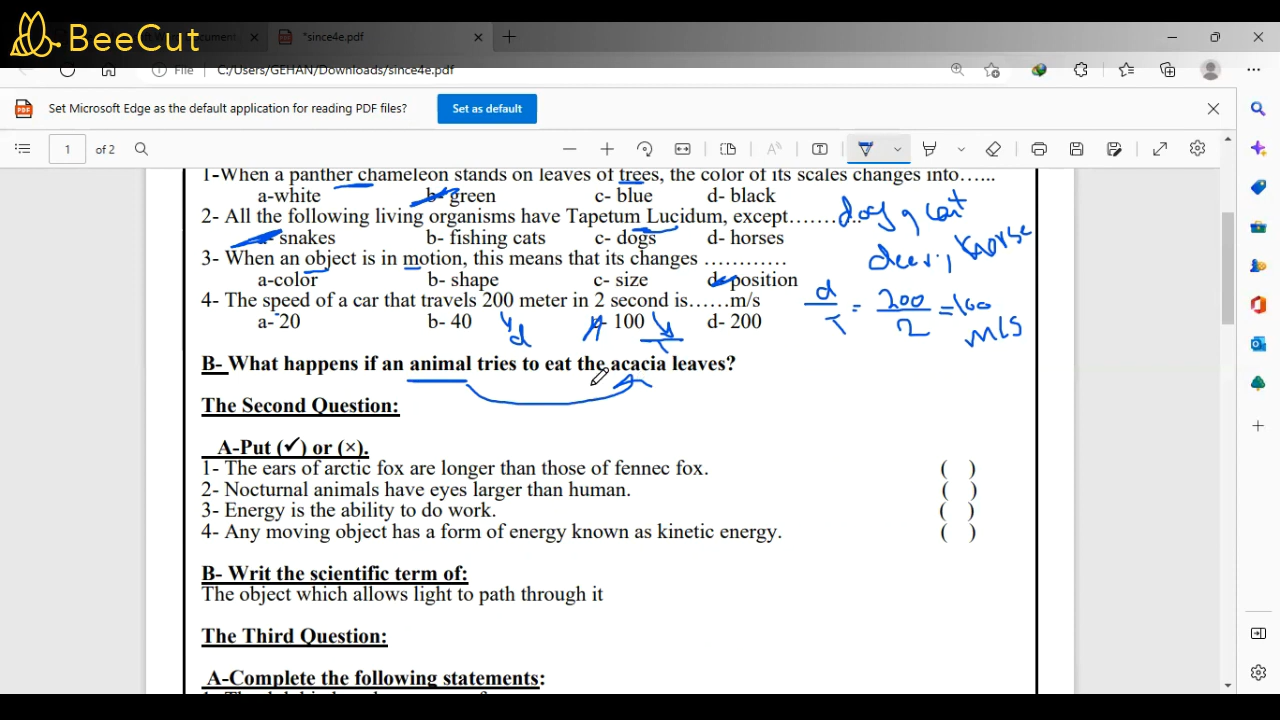 BeeCut
*since4e.pdf
File C:/Users/GEHAN/Downloads/since4e.pdf
Set Microsoft Edge as the default application for reading PDF files? Set as default
1 of 2
1-When a panther chameleon stands on leaves of trees, the color of its scales changes into…...
a-white b- green c- blue d- black
2- All the following living organisms have Tapetum Lucidum, except……… dog, cat
a- snakes b- fishing cats c- dogs d- horses
deer, horse
3- When an object is in motion, this means that its changes …………
a-color b- shape c- size d- position
4- The speed of a car that travels 200 meter in 2 second is……m/s
d/T = 200/2 = 100 M/S
a- 20 b- 40 c- 100 d- 200
d T
B- What happens if an animal tries to eat the acacia leaves?
The Second Question:
A-Put (✓) or (×).
1- The ears of arctic fox are longer than those of fennec fox. ( )
2- Nocturnal animals have eyes larger than human. ( )
3- Energy is the ability to do work. ( )
4- Any moving object has a form of energy known as kinetic energy. ( )
B- Writ the scientific term of:
The object which allows light to path through it
The Third Question:
A-Complete the following statements: